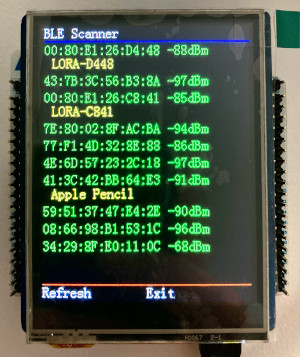 BLE Scanner
00:80:E1:26:D4:48 -88dBm
LORA-D448
43:7B:3C:56:B3:8A -97dBm
00:80:E1:26:C8:41 -85dBm
LORA-C841
7E:80:02:8F:AC:BA -94dBm
77:F1:4D:32:8E:88 -86dBm
4E:6D:57:23:2C:18 -97dBm
41:3C:42:BB:64:E3 -91dBm
Apple Pencil
59:51:37:47:E4:2E -90dBm
08:66:98:B1:53:1C -96dBm
34:29:8F:E0:11:0C -68dBm
Refresh Exit